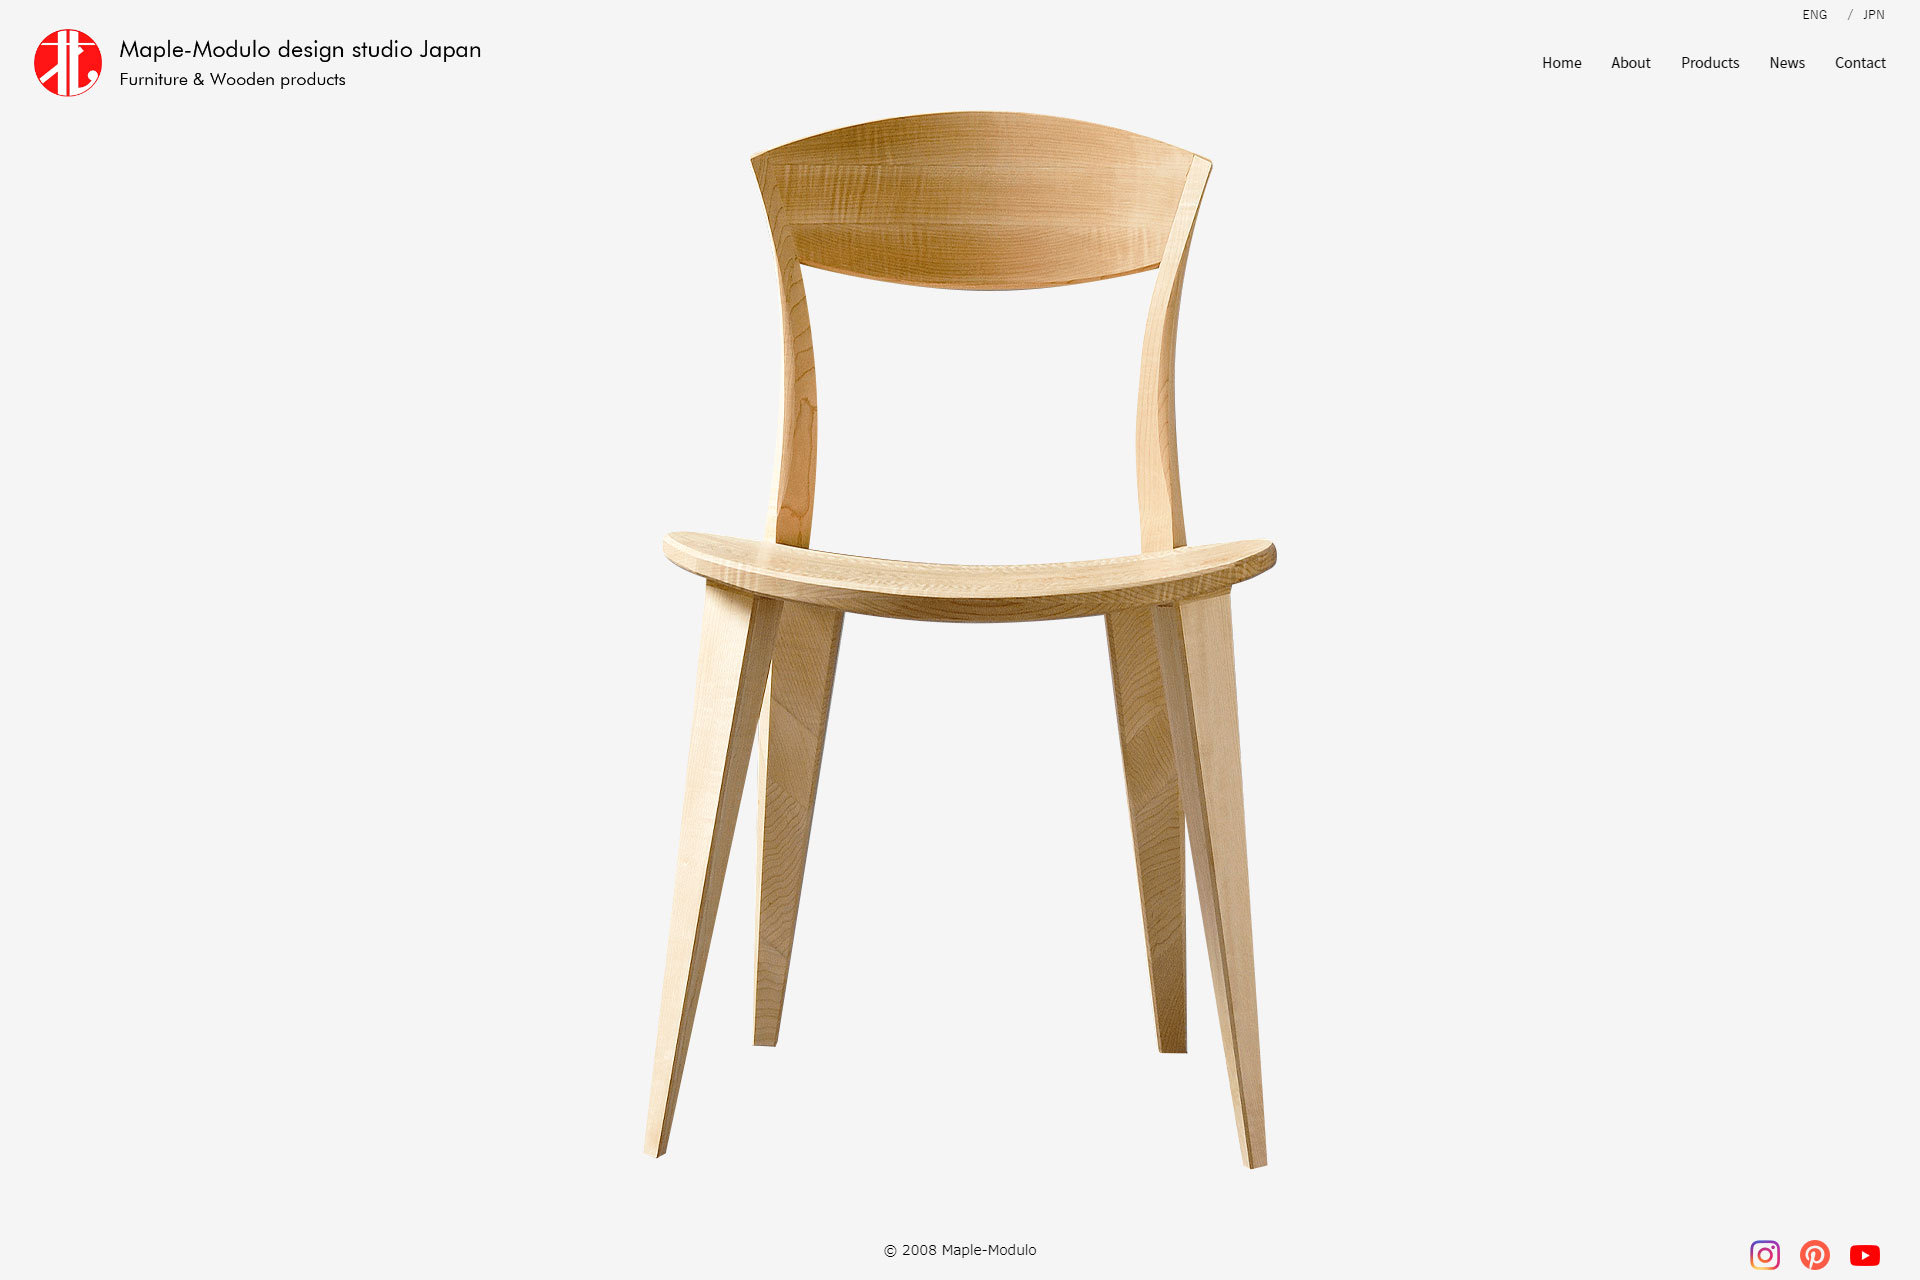 ENG / JPN
Maple-Modulo design studio Japan
Furniture & Wooden products
Home About Products News Contact
© 2008 Maple-Modulo